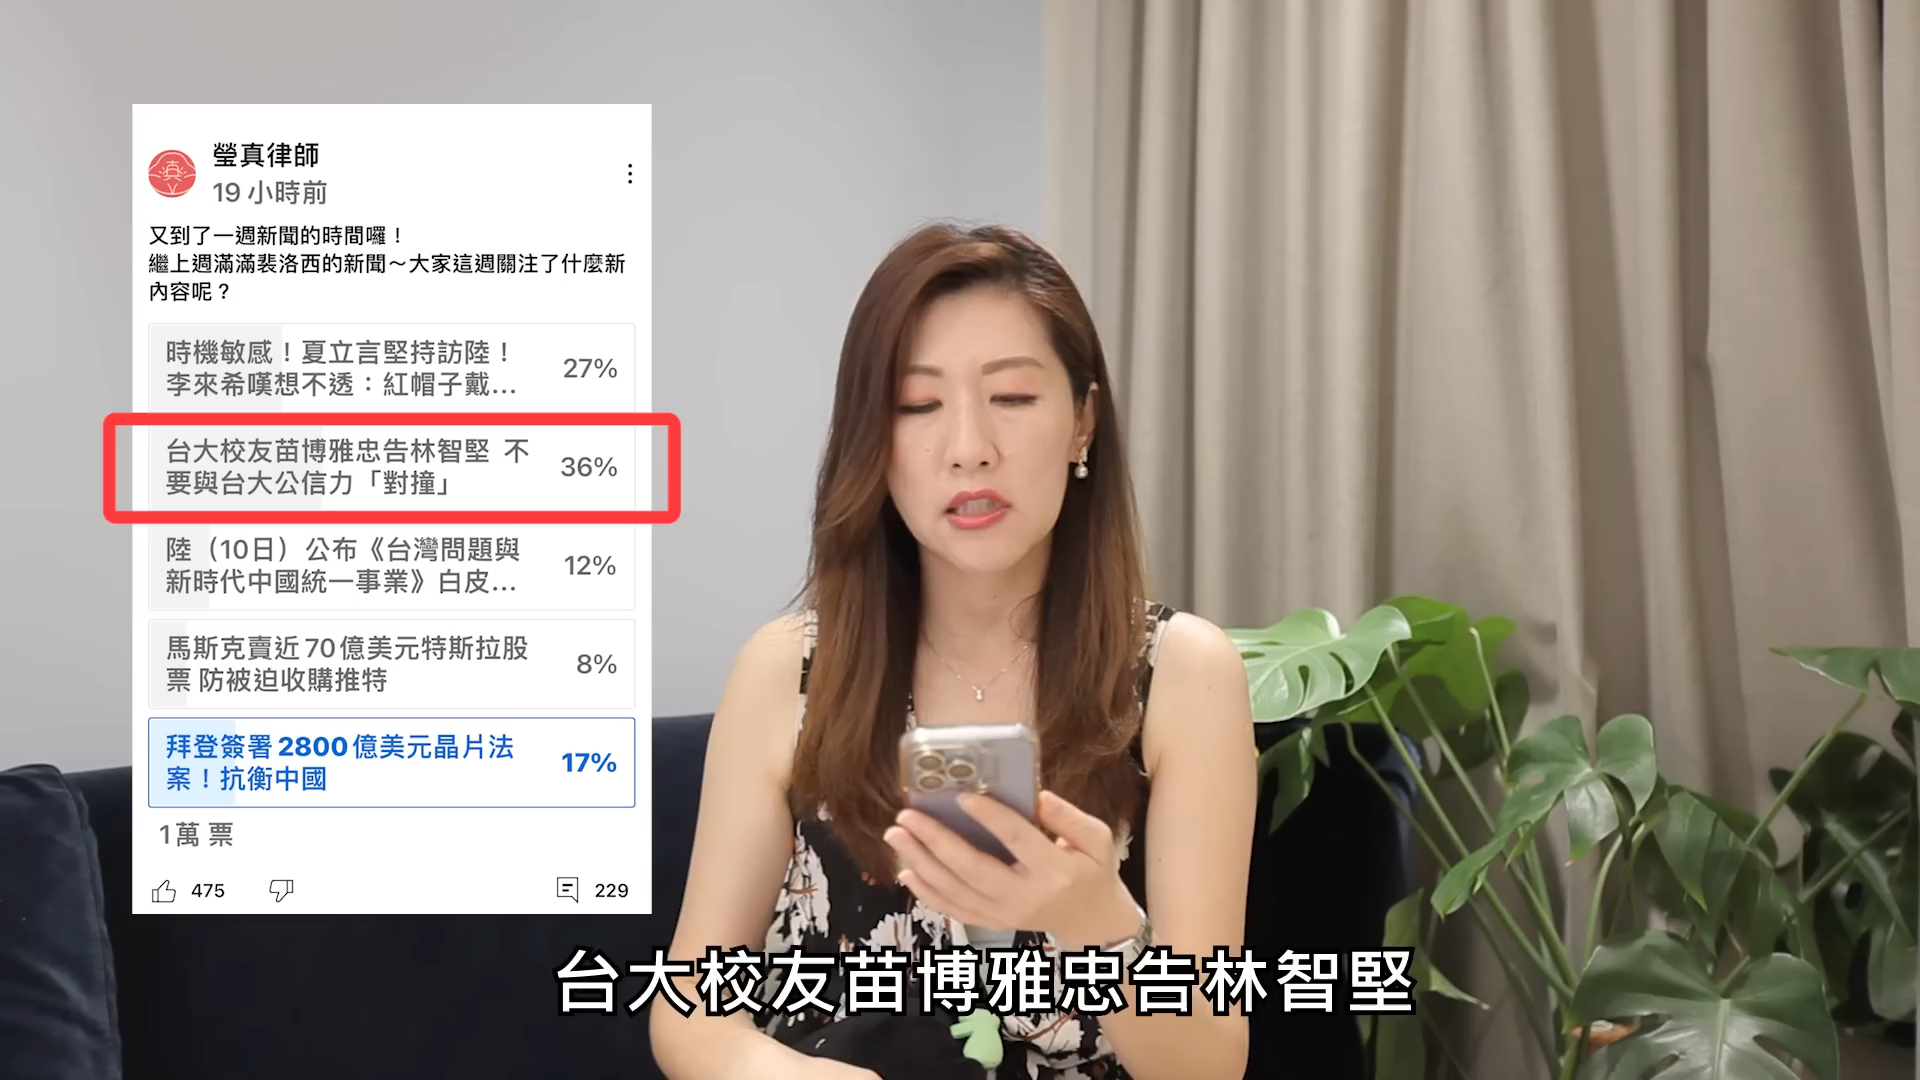 瑩真律師
19 小時前
又到了一週新聞的時間囉！
繼上週滿滿裴洛西的新聞～大家這週關注了什麼新
內容呢？
時機敏感！夏立言堅持訪陸！
李來希嘆想不透：紅帽子戴...
27%
台大校友苗博雅忠告林智堅 不
要與台大公信力「對撞」
36%
陸（10日）公布《台灣問題與
新時代中國統一事業》白皮...
12%
馬斯克賣近70億美元特斯拉股
票 防被迫收購推特
8%
拜登簽署2800億美元晶片法
案！抗衡中國
17%
1萬 票
475
229
台大校友苗博雅忠告林智堅